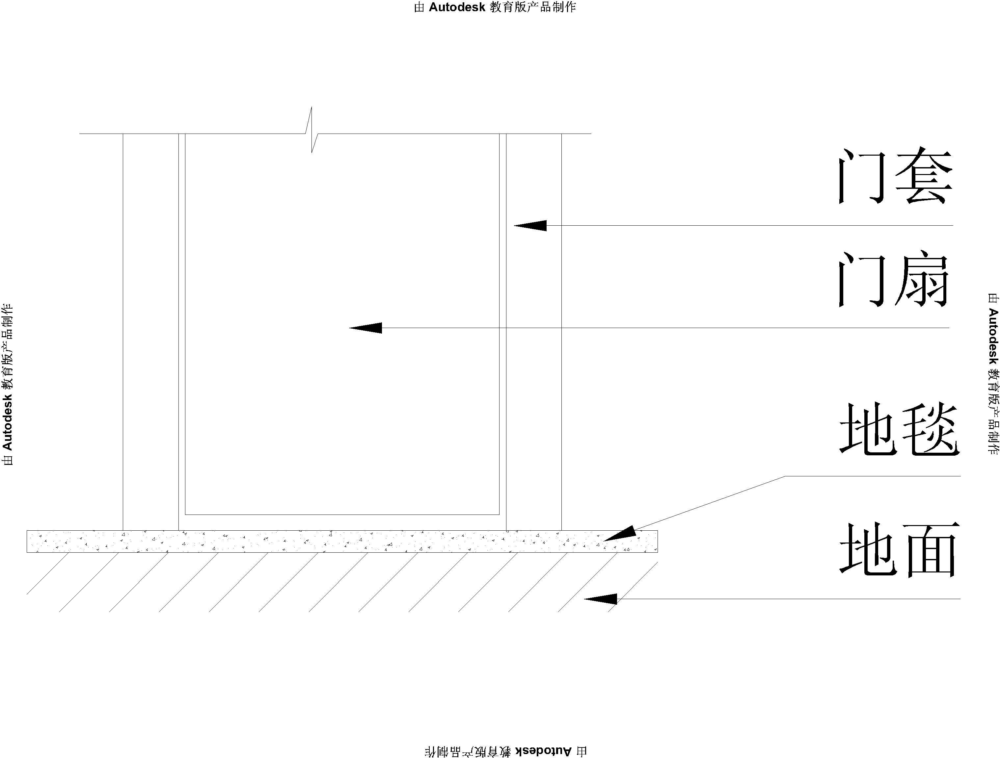 由 Autodesk 教育版产品制作
门套
门扇
地毯
地面
由 Autodesk 教育版产品制作
由 Autodesk 教育版产品制作
由 Autodesk 教育版产品制作